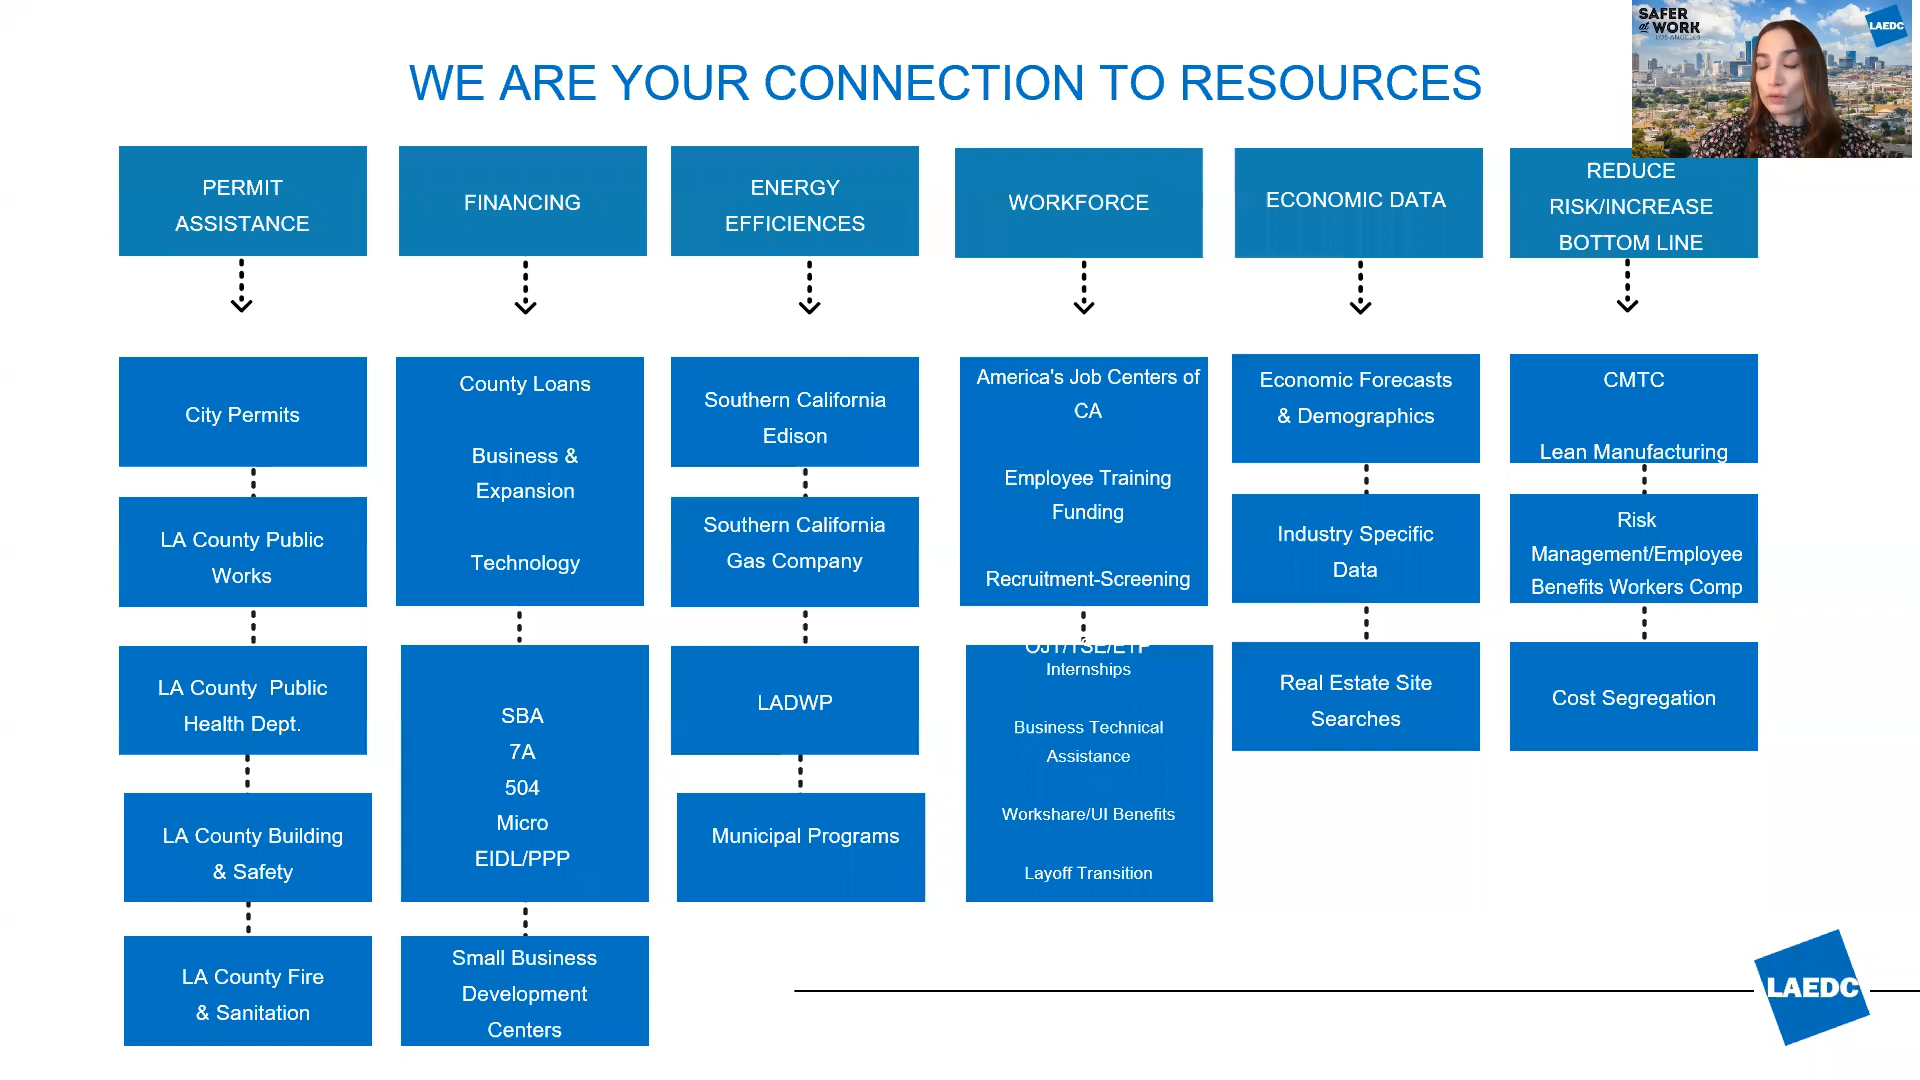 SAFER
at WORK
LOS ANGELES
LAEDC
WE ARE YOUR CONNECTION TO RESOURCES
PERMIT
ASSISTANCE
City Permits
LA County Public
Works
LA County  Public
Health Dept.
LA County Building
& Safety
LA County Fire
& Sanitation
FINANCING
County Loans
Business &
Expansion
Technology
SBA
7A
504
Micro
EIDL/PPP
Small Business
Development
Centers
ENERGY
EFFICIENCES
Southern California
Edison
Southern California
Gas Company
LADWP
Municipal Programs
WORKFORCE
America's Job Centers of
CA
Employee Training
Funding
Recruitment-Screening
OJT/TSE/ETP
Internships
Business Technical
Assistance
Workshare/UI Benefits
Layoff Transition
ECONOMIC DATA
Economic Forecasts
& Demographics
Industry Specific
Data
Real Estate Site
Searches
REDUCE
RISK/INCREASE
BOTTOM LINE
CMTC
Lean Manufacturing
Risk
Management/Employee
Benefits Workers Comp
Cost Segregation
LAEDC